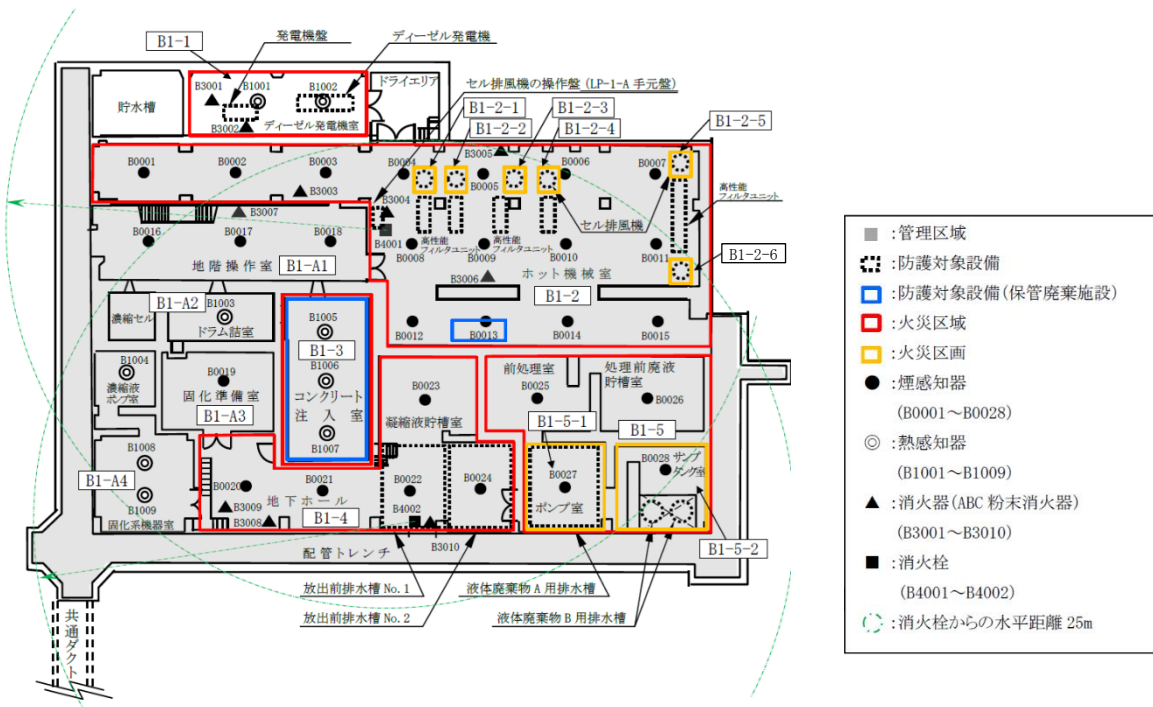 B1-1
発電機盤
ディーゼル発電機
B3001
B1001
B1002
貯水槽
B3002
ディーゼル発電機室
ドライエリア
セル排風機の操作盤 (LP-1-A 手元盤)
B1-2-1
B1-2-2
B1-2-3
B1-2-4
B1-2-5
B0001
B0002
B0003
B0004
B3005
B0005
B0006
B0007
B3003
B3004
B3007
高性能
フィルタユニット
セル排風機
B4001
B0016
B0017
B0018
B0008
高性能
フィルタユニット
B0009
高性能
フィルタユニット
B0010
B0011
B1-2-6
地階操作室
B1-A1
B3006
ホット機械室
B1-2
B1-A2
B1003
濃縮セル
ドラム詰室
B1005
B0012
B0013
B0014
B0015
B1-3
B1004
濃縮液
ポンプ室
B0019
固化準備室
B1-A3
B1006
コンクリート
注入室
B1007
B0023
凝縮液貯槽室
前処理室
B0025
処理前廃液
貯槽室
B0026
B1-5-1
B1-5
B1008
B1-A4
B1009
固化系機器室
B0020
B0021
地下ホール
B3009
B3008
B1-4
B0022
B4002
B0024
B3010
B0027
ポンプ室
B0028
サンプ
タンク室
B1-5-2
配管トレンチ
放出前排水槽 No.1
放出前排水槽 No.2
液体廃棄物 A 用排水槽
液体廃棄物 B 用排水槽
共通ダクト
:管理区域
:防護対象設備
:防護対象設備(保管廃棄施設)
:火災区域
:火災区画
:煙感知器
(B0001～B0028)
:熱感知器
(B1001～B1009)
:消火器(ABC 粉末消火器)
(B3001～B3010)
:消火栓
(B4001～B4002)
:消火栓からの水平距離 25m